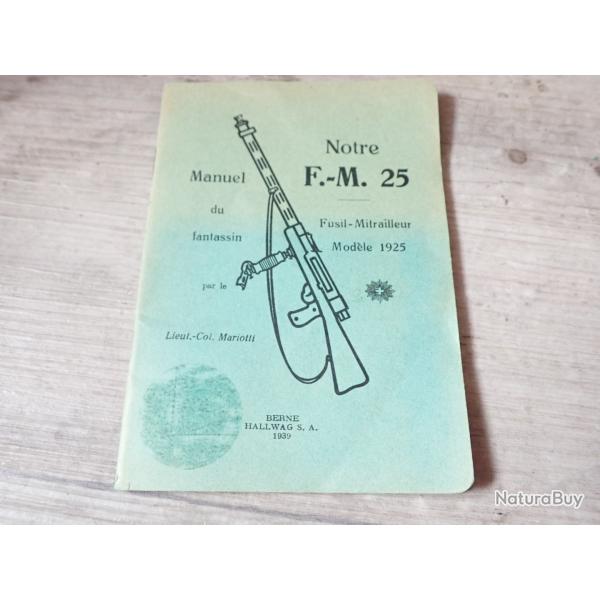 Notre
F.-M. 25
Fusil-Mitrailleur
Modèle 1925
Manuel
du
fantassin
par le
Lieut.-Col. Mariotti
BERNE
HALLWAG S. A.
1939
NaturaBuy